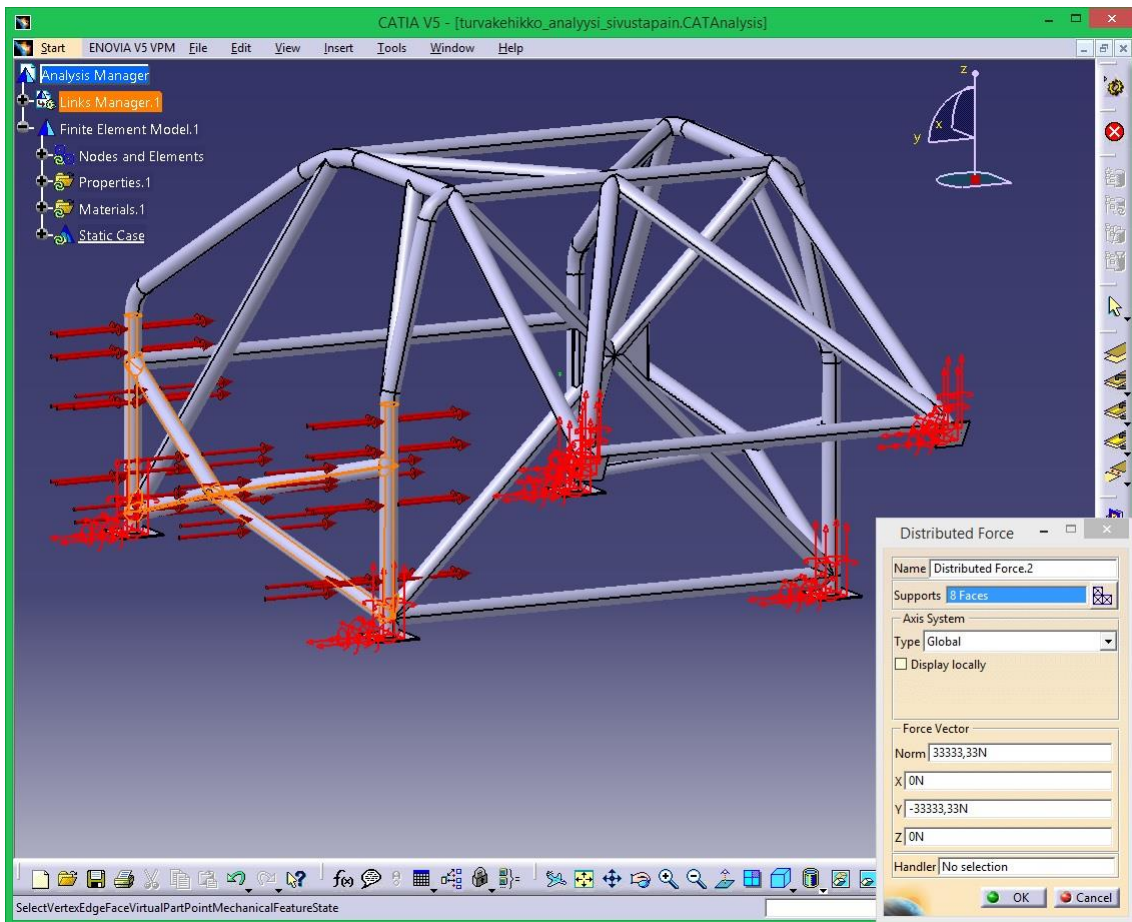 CATIA V5 - [turvakehikko_analyysi_sivustapain.CATAnalysis]
Start ENOVIA V5 VPM File Edit View Insert Tools Window Help
Analysis Manager
Links Manager.1
Finite Element Model.1
Nodes and Elements
Properties.1
Materials.1
Static Case
z
y
x
Distributed Force
Name Distributed Force.2
Supports 8 Faces
Axis System
Type Global
Display locally
Force Vector
Norm 33333,33N
X 0N
Y -33333,33N
Z 0N
Handler No selection
OK Cancel
f(x)
SelectVertexEdgeFaceVirtualPartPointMechanicalFeatureState